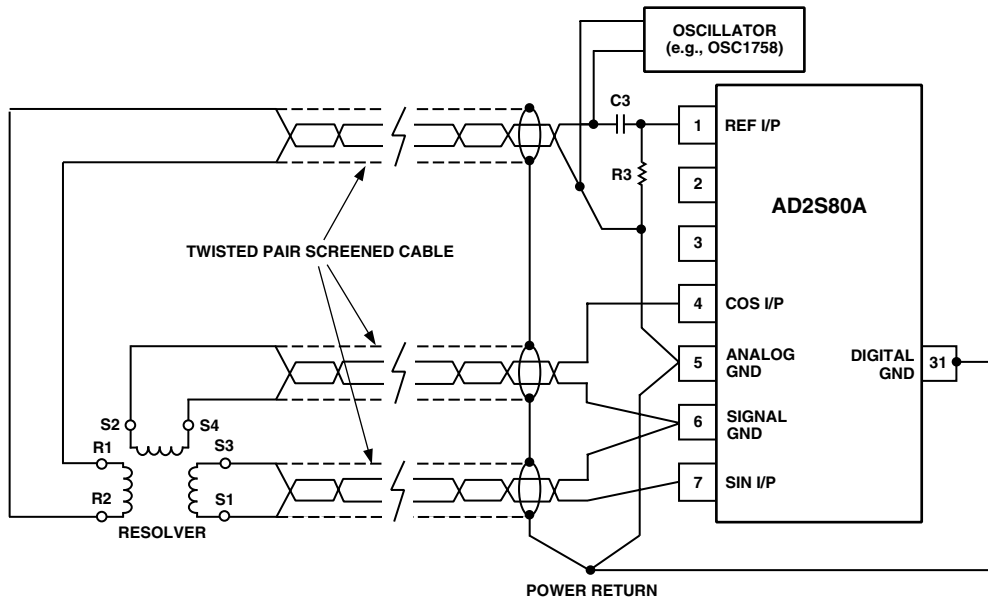 OSCILLATOR
(e.g., OSC1758)
C3
1
REF I/P
R3
2
AD2S80A
3
TWISTED PAIR SCREENED CABLE
4
COS I/P
5
ANALOG
GND
DIGITAL
GND
31
S2
S4
6
SIGNAL
GND
R1
S3
7
SIN I/P
R2
S1
RESOLVER
POWER RETURN